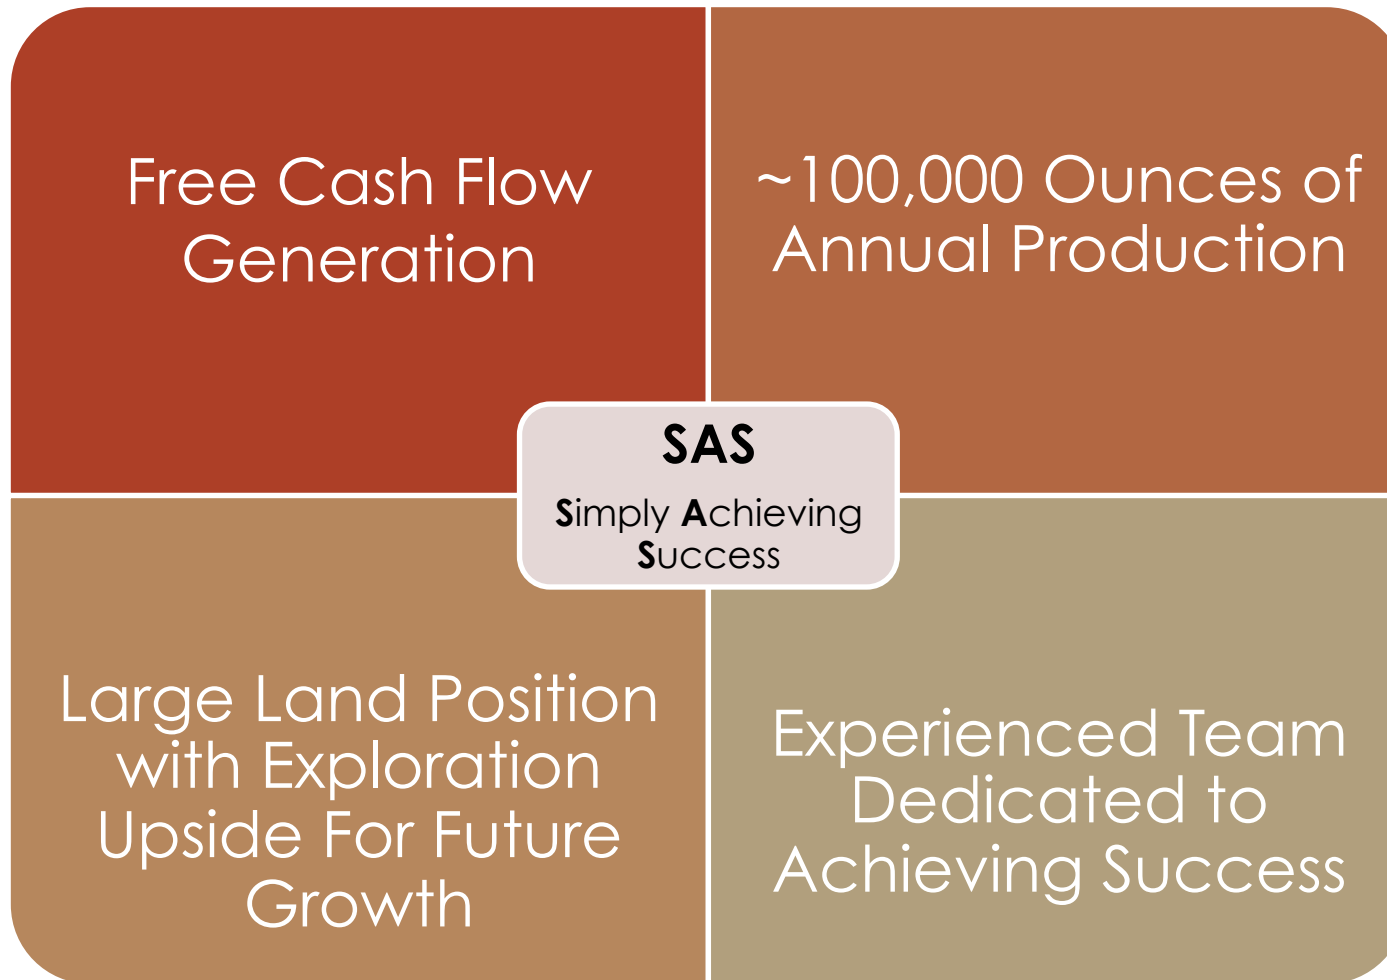 Free Cash Flow
Generation
~100,000 Ounces of
Annual Production
SAS
Simply Achieving
Success
Large Land Position
with Exploration
Upside For Future
Growth
Experienced Team
Dedicated to
Achieving Success